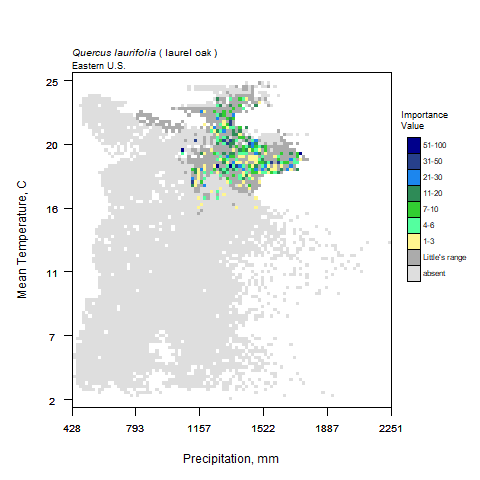 Quercus laurifolia ( laurel oak )
Eastern U.S.
25
20
16
11
7
2
Mean Temperature, C
428 793 1157 1522 1887 2251
Precipitation, mm
Importance
Value
51-100
31-50
21-30
11-20
7-10
4-6
1-3
Little's range
absent